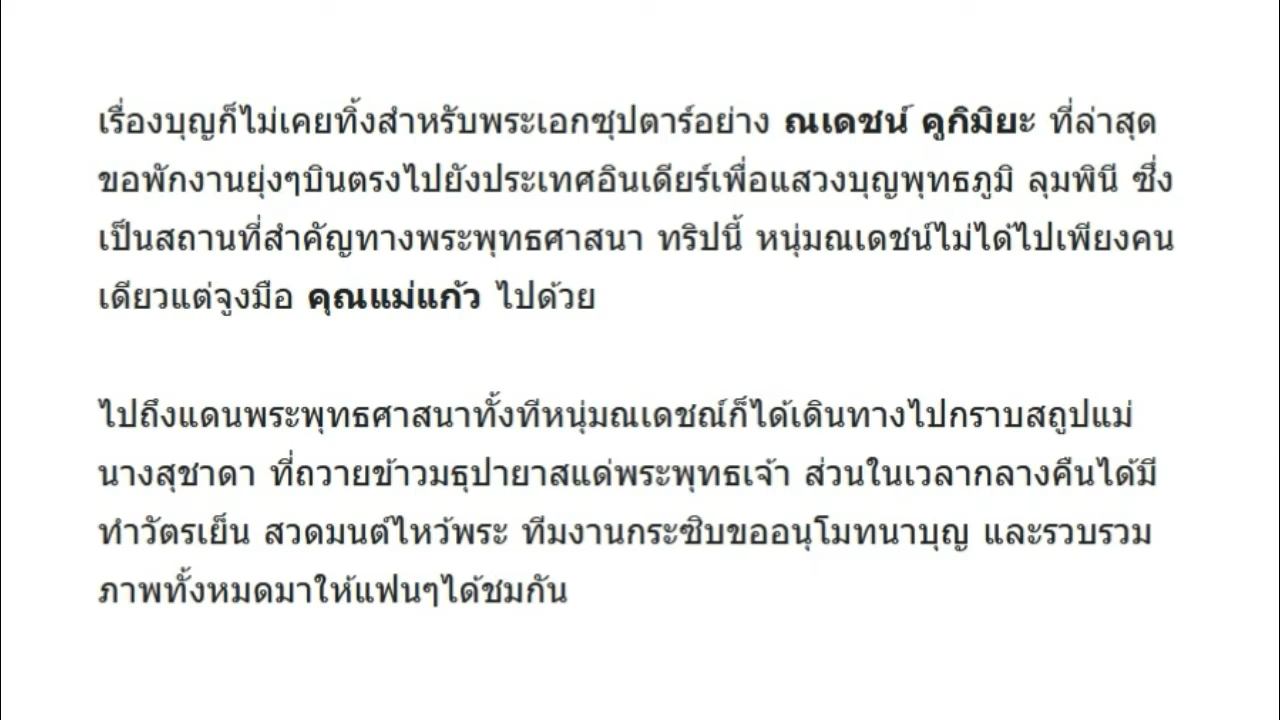 เรื่องบุญก็ไม่เคยทิ้งสำหรับพระเอกซุปตาร์อย่าง ณเดชน์ คูกิมิยะ ที่ล่าสุด
ขอพักงานยุ่งๆบินตรงไปยังประเทศอินเดียร์เพื่อแสวงบุญพุทธภูมิ ลุมพินี ซึ่ง
เป็นสถานที่สำคัญทางพระพุทธศาสนา ทริปนี้ หนุ่มณเดชน์ไม่ได้ไปเพียงคน
เดียวแต่จูงมือ คุณแม่แก้ว ไปด้วย
ไปถึงแดนพระพุทธศาสนาทั้งทีหนุ่มณเดชณ์ก็ได้เดินทางไปกราบสถูปแม่
นางสุชาดา ที่ถวายข้าวมธุปายาสแด่พระพุทธเจ้า ส่วนในเวลากลางคืนได้มี
ทำวัตรเย็น สวดมนต์ไหว้พระ ทีมงานกระซิบขออนุโมทนาบุญ และรวบรวม
ภาพทั้งหมดมาให้แฟนๆได้ชมกัน